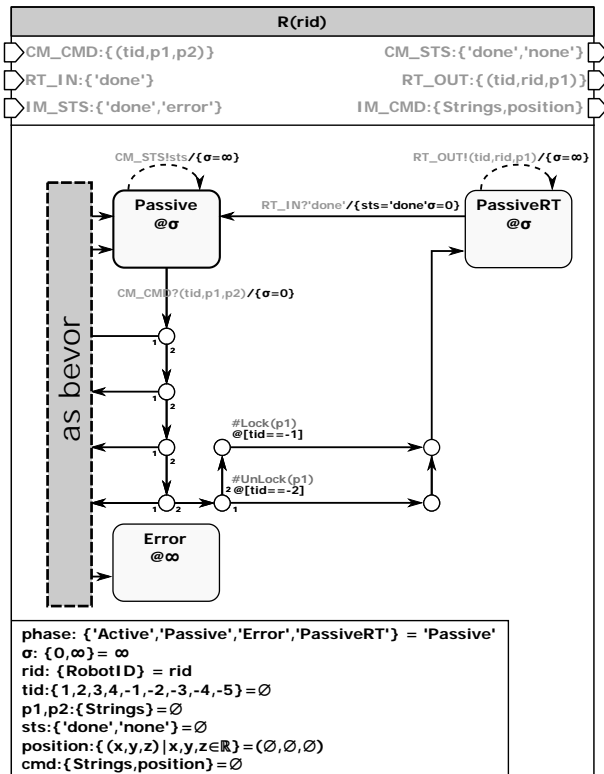 R(rid)
CM_CMD:{(tid,p1,p2)} CM_STS:{'done','none'}
RT_IN:{'done'} RT_OUT:{(tid,rid,p1)}
IM_STS:{'done','error'} IM_CMD:{Strings,position}
CM_STS!sts/{σ=∞} RT_OUT!(tid,rid,p1)/{σ=∞}
Passive
@σ
RT_IN?'done'/{sts='done'σ=0}
PassiveRT
@σ
CM_CMD?(tid,p1,p2)/{σ=0}
as bevor
1 2
1 2
#Lock(p1)
@[tid==-1]
1 2
#UnLock(p1)
2 @[tid==-2]
1 2 1
Error
@∞
phase: {'Active','Passive','Error','PassiveRT'} = 'Passive'
σ: {0,∞}= ∞
rid: {RobotID} = rid
tid:{1,2,3,4,-1,-2,-3,-4,-5}=∅
p1,p2:{Strings}=∅
sts:{'done','none'}=∅
position:{(x,y,z)|x,y,z∈ℝ}=(∅,∅,∅)
cmd:{Strings,position}=∅